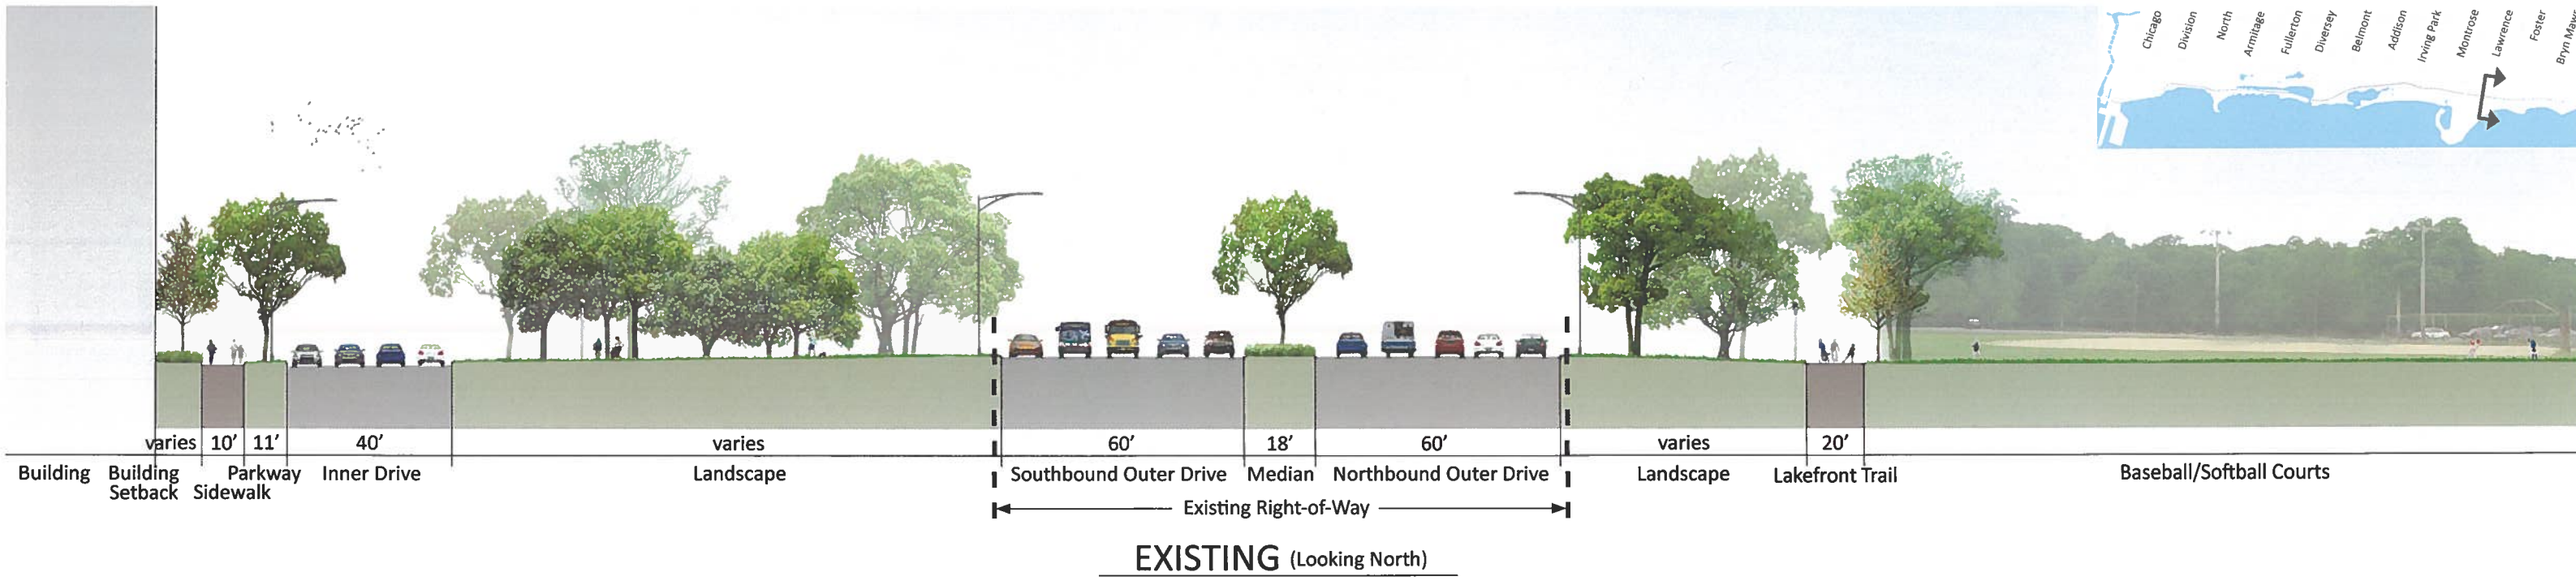 Chicago
Division
North
Armitage
Fullerton
Diversey
Belmont
Addison
Irving Park
Montrose
Lawrence
Foster
Bryn Mawr
varies 10’ 11’ 40’ varies 60’ 18’ 60’ varies 20’
Building Building Setback Sidewalk Parkway Inner Drive Landscape Southbound Outer Drive Median Northbound Outer Drive Landscape Lakefront Trail Baseball/Softball Courts
Existing Right-of-Way
EXISTING (Looking North)